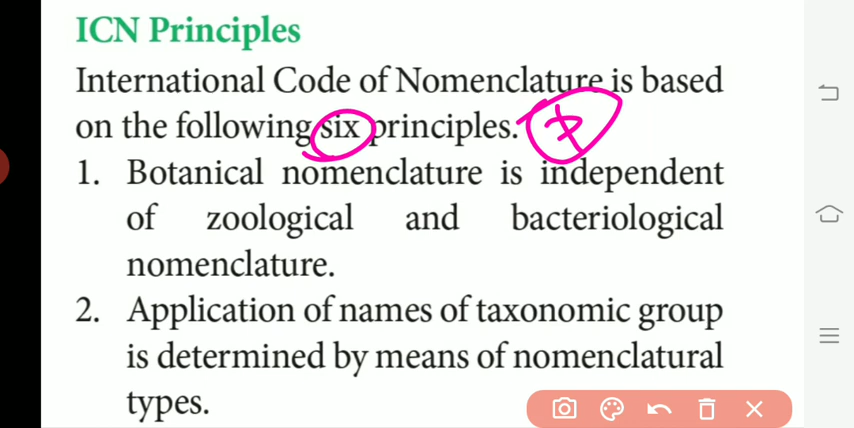 ICN Principles
International Code of Nomenclature is based
on the following six principles.
1. Botanical nomenclature is independent
of zoological and bacteriological
nomenclature.
2. Application of names of taxonomic group
is determined by means of nomenclatural
types.